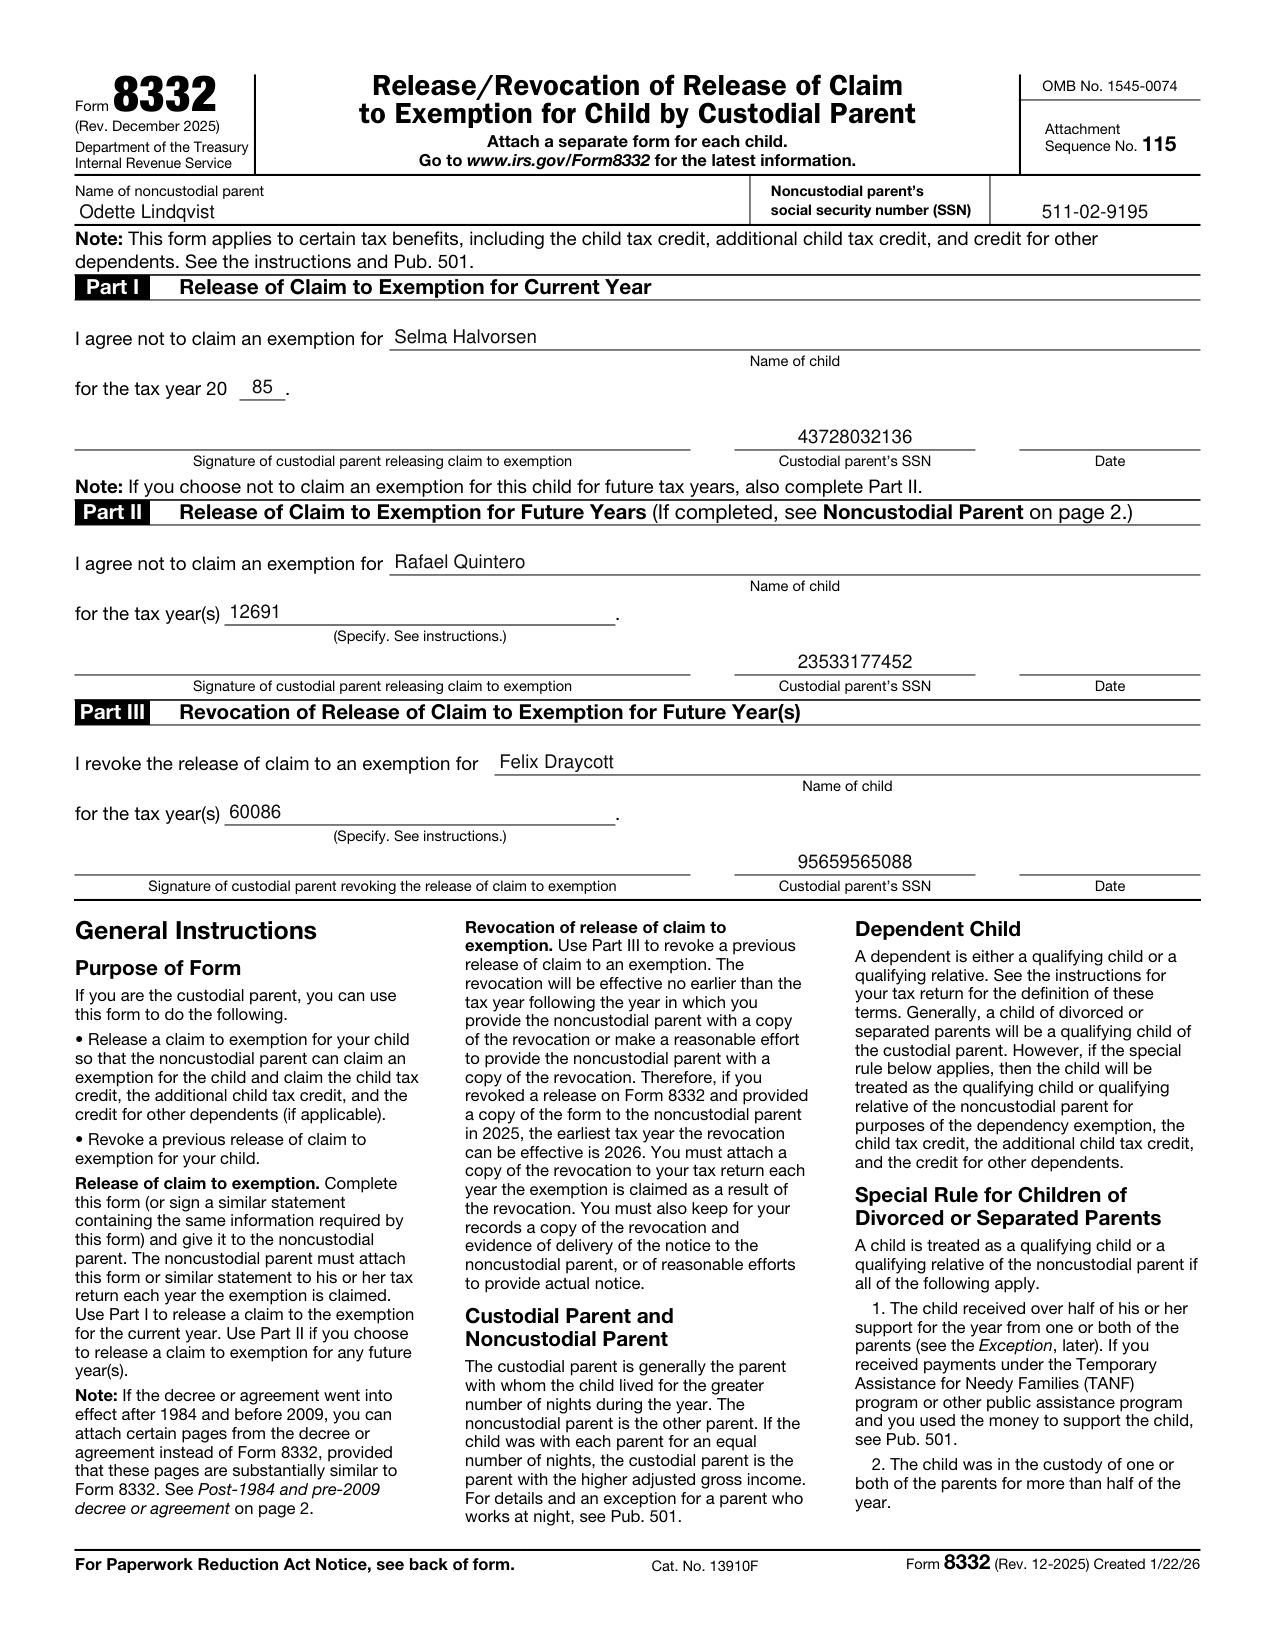 Form 8332
(Rev. December 2025)
Department of the Treasury
Internal Revenue Service
Release/Revocation of Release of Claim
to Exemption for Child by Custodial Parent
Attach a separate form for each child.
Go to www.irs.gov/Form8332 for the latest information.
OMB No. 1545-0074
Attachment
Sequence No. 115
Name of noncustodial parent
Odette Lindqvist
Noncustodial parent's
social security number (SSN)
511-02-9195
Note: This form applies to certain tax benefits, including the child tax credit, additional child tax credit, and credit for other
dependents. See the instructions and Pub. 501.
Part I Release of Claim to Exemption for Current Year
I agree not to claim an exemption for Selma Halvorsen
Name of child
for the tax year 20 85 .
43728032136
Signature of custodial parent releasing claim to exemption Custodial parent's SSN Date
Note: If you choose not to claim an exemption for this child for future tax years, also complete Part II.
Part II Release of Claim to Exemption for Future Years (If completed, see Noncustodial Parent on page 2.)
I agree not to claim an exemption for Rafael Quintero
Name of child
for the tax year(s) 12691 .
(Specify. See instructions.)
23533177452
Signature of custodial parent releasing claim to exemption Custodial parent's SSN Date
Part III Revocation of Release of Claim to Exemption for Future Year(s)
I revoke the release of claim to an exemption for Felix Draycott
Name of child
for the tax year(s) 60086 .
(Specify. See instructions.)
95659565088
Signature of custodial parent revoking the release of claim to exemption Custodial parent's SSN Date
General Instructions
Purpose of Form
If you are the custodial parent, you can use
this form to do the following.
• Release a claim to exemption for your child
so that the noncustodial parent can claim an
exemption for the child and claim the child tax
credit, the additional child tax credit, and the
credit for other dependents (if applicable).
• Revoke a previous release of claim to
exemption for your child.
Release of claim to exemption. Complete
this form (or sign a similar statement
containing the same information required by
this form) and give it to the noncustodial
parent. The noncustodial parent must attach
this form or similar statement to his or her tax
return each year the exemption is claimed.
Use Part I to release a claim to the exemption
for the current year. Use Part II if you choose
to release a claim to exemption for any future
year(s).
Note: If the decree or agreement went into
effect after 1984 and before 2009, you can
attach certain pages from the decree or
agreement instead of Form 8332, provided
that these pages are substantially similar to
Form 8332. See Post-1984 and pre-2009
decree or agreement on page 2.
Revocation of release of claim to
exemption. Use Part III to revoke a previous
release of claim to an exemption. The
revocation will be effective no earlier than the
tax year following the year in which you
provide the noncustodial parent with a copy
of the revocation or make a reasonable effort
to provide the noncustodial parent with a
copy of the revocation. Therefore, if you
revoked a release on Form 8332 and provided
a copy of the form to the noncustodial parent
in 2025, the earliest tax year the revocation
can be effective is 2026. You must attach a
copy of the revocation to your tax return each
year the exemption is claimed as a result of
the revocation. You must also keep for your
records a copy of the revocation and
evidence of delivery of the notice to the
noncustodial parent, or of reasonable efforts
to provide actual notice.
Custodial Parent and
Noncustodial Parent
The custodial parent is generally the parent
with whom the child lived for the greater
number of nights during the year. The
noncustodial parent is the other parent. If the
child was with each parent for an equal
number of nights, the custodial parent is the
parent with the higher adjusted gross income.
For details and an exception for a parent who
works at night, see Pub. 501.
Dependent Child
A dependent is either a qualifying child or a
qualifying relative. See the instructions for
your tax return for the definition of these
terms. Generally, a child of divorced or
separated parents will be a qualifying child of
the custodial parent. However, if the special
rule below applies, then the child will be
treated as the qualifying child or qualifying
relative of the noncustodial parent for
purposes of the dependency exemption, the
child tax credit, the additional child tax credit,
and the credit for other dependents.
Special Rule for Children of
Divorced or Separated Parents
A child is treated as a qualifying child or a
qualifying relative of the noncustodial parent if
all of the following apply.
1. The child received over half of his or her
support for the year from one or both of the
parents (see the Exception, later). If you
received payments under the Temporary
Assistance for Needy Families (TANF)
program or other public assistance program
and you used the money to support the child,
see Pub. 501.
2. The child was in the custody of one or
both of the parents for more than half of the
year.
For Paperwork Reduction Act Notice, see back of form. Cat. No. 13910F Form 8332 (Rev. 12-2025) Created 1/22/26